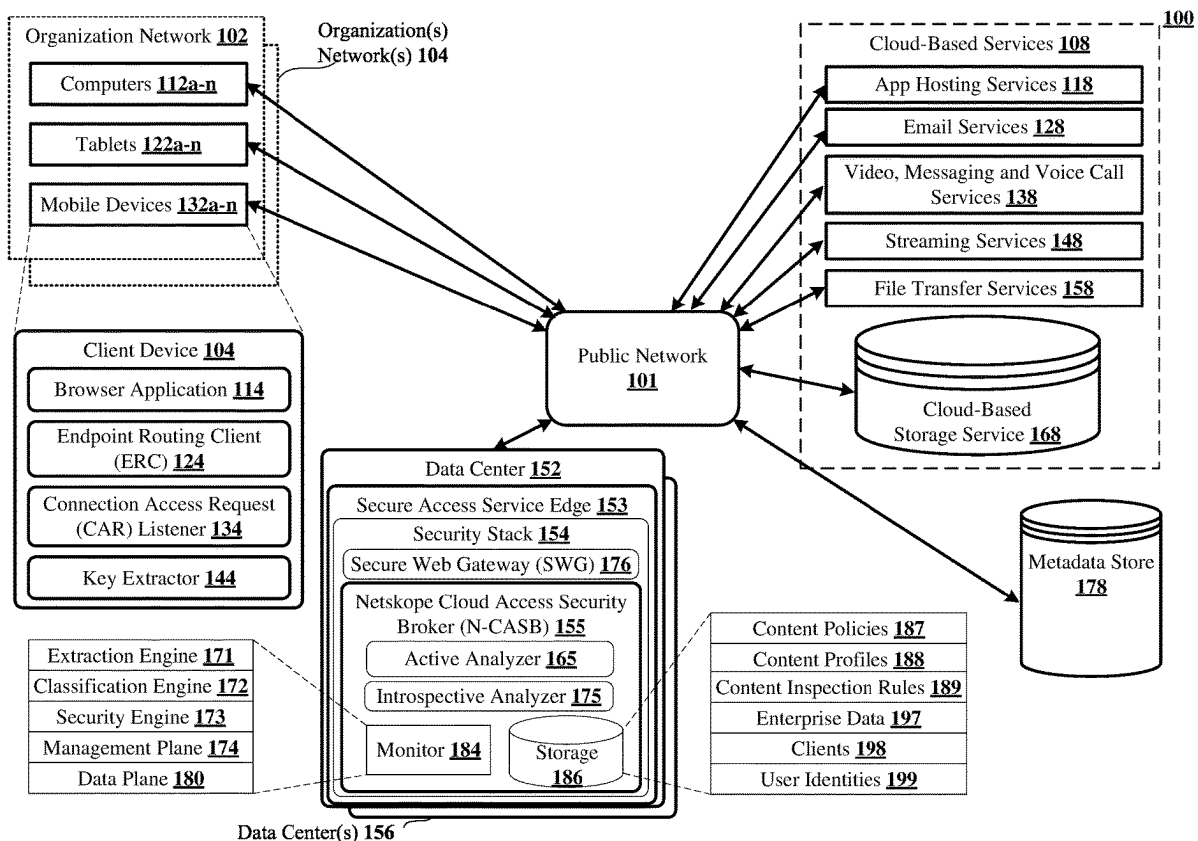 100
Organization Network 102
Organization(s)
Network(s) 104
Computers 112a-n
Tablets 122a-n
Mobile Devices 132a-n
Cloud-Based Services 108
App Hosting Services 118
Email Services 128
Video, Messaging and Voice Call
Services 138
Streaming Services 148
File Transfer Services 158
Cloud-Based
Storage Service 168
Public Network
101
Client Device 104
Browser Application 114
Endpoint Routing Client
(ERC) 124
Connection Access Request
(CAR) Listener 134
Key Extractor 144
Data Center 152
Secure Access Service Edge 153
Security Stack 154
Secure Web Gateway (SWG) 176
Netskope Cloud Access Security
Broker (N-CASB) 155
Active Analyzer 165
Introspective Analyzer 175
Monitor 184
Storage
186
Metadata Store
178
Extraction Engine 171
Classification Engine 172
Security Engine 173
Management Plane 174
Data Plane 180
Content Policies 187
Content Profiles 188
Content Inspection Rules 189
Enterprise Data 197
Clients 198
User Identities 199
Data Center(s) 156